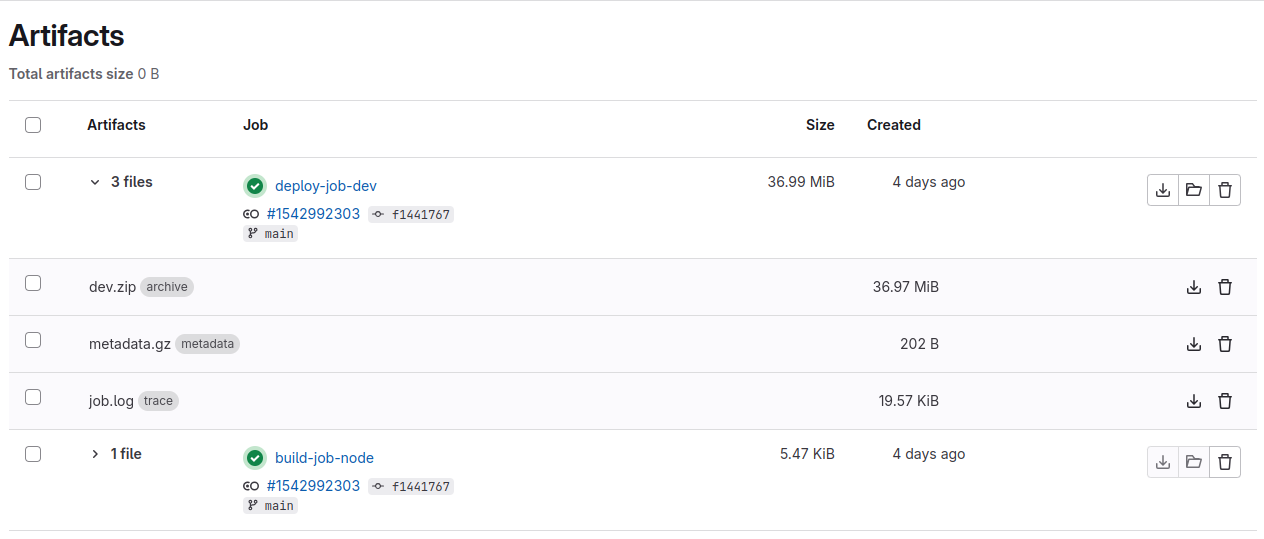 Artifacts
Total artifacts size 0 B
Artifacts Job Size Created
3 files deploy-job-dev 36.99 MiB 4 days ago
#1542992303 f1441767
main
dev.zip archive 36.97 MiB
metadata.gz metadata 202 B
job.log trace 19.57 KiB
1 file build-job-node 5.47 KiB 4 days ago
#1542992303 f1441767
main